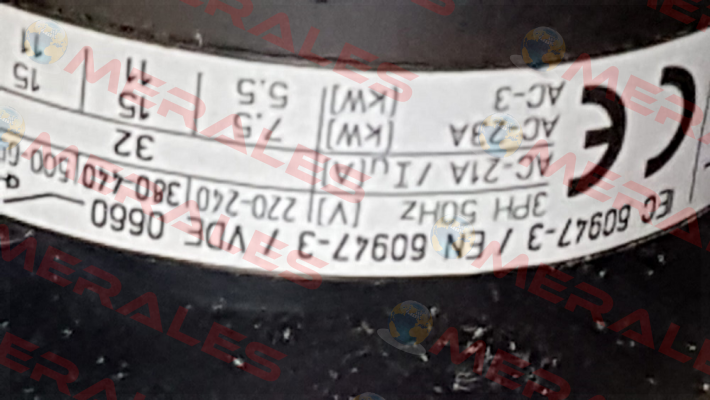 IEC 60947-3 / EN 60947-3 / VDE 0660
3PH 50HZ [V] 220-240 380-440 500-
AC-21A / Iu [A] 32
AC-23A [kW] 7.5 15 15
AC-3 [kW] 5.5 11 11
CE
MERALES